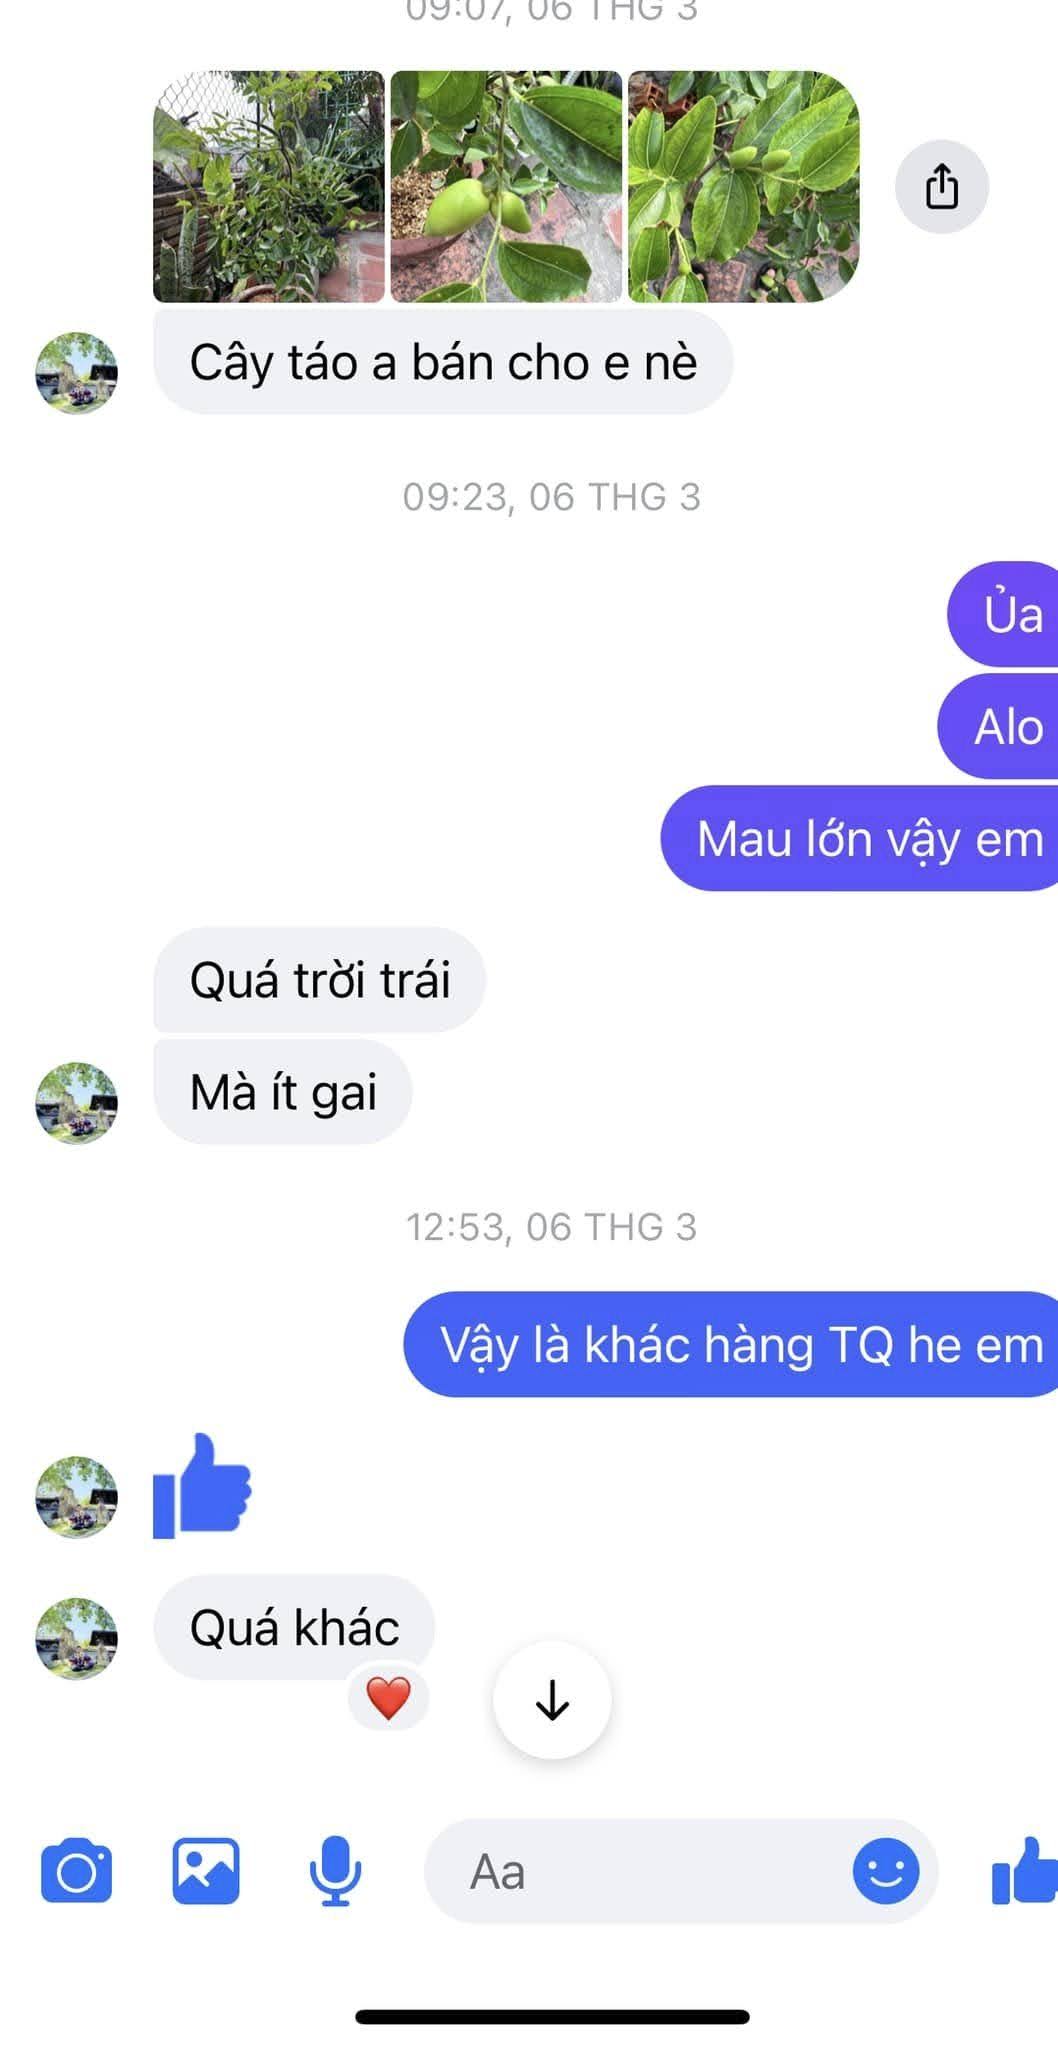 09:07, 06 THG 3
Cây táo a bán cho e nè
09:23, 06 THG 3
Ủa
Alo
Mau lớn vậy em
Quá trời trái
Mà ít gai
12:53, 06 THG 3
Vậy là khác hàng TQ he em
Quá khác
Aa